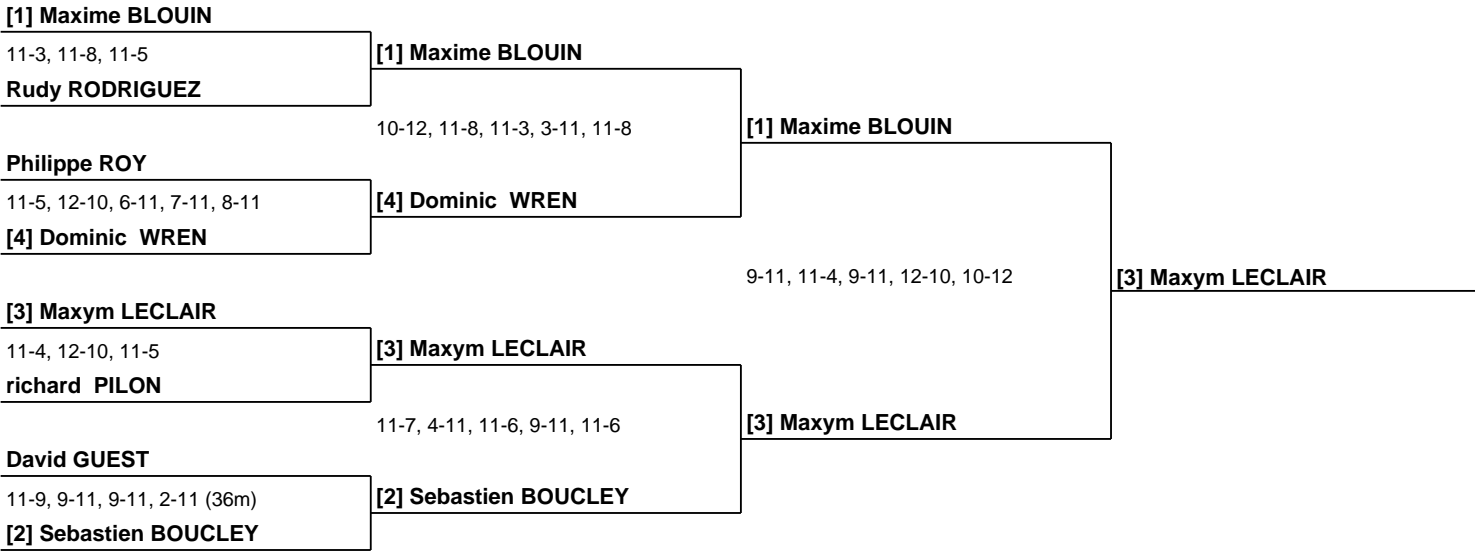 [1] Maxime BLOUIN
11-3, 11-8, 11-5
[1] Maxime BLOUIN
Rudy RODRIGUEZ
10-12, 11-8, 11-3, 3-11, 11-8
[1] Maxime BLOUIN
Philippe ROY
11-5, 12-10, 6-11, 7-11, 8-11
[4] Dominic  WREN
[4] Dominic  WREN
9-11, 11-4, 9-11, 12-10, 10-12
[3] Maxym LECLAIR
[3] Maxym LECLAIR
11-4, 12-10, 11-5
[3] Maxym LECLAIR
richard  PILON
11-7, 4-11, 11-6, 9-11, 11-6
[3] Maxym LECLAIR
David GUEST
11-9, 9-11, 9-11, 2-11 (36m)
[2] Sebastien BOUCLEY
[2] Sebastien BOUCLEY